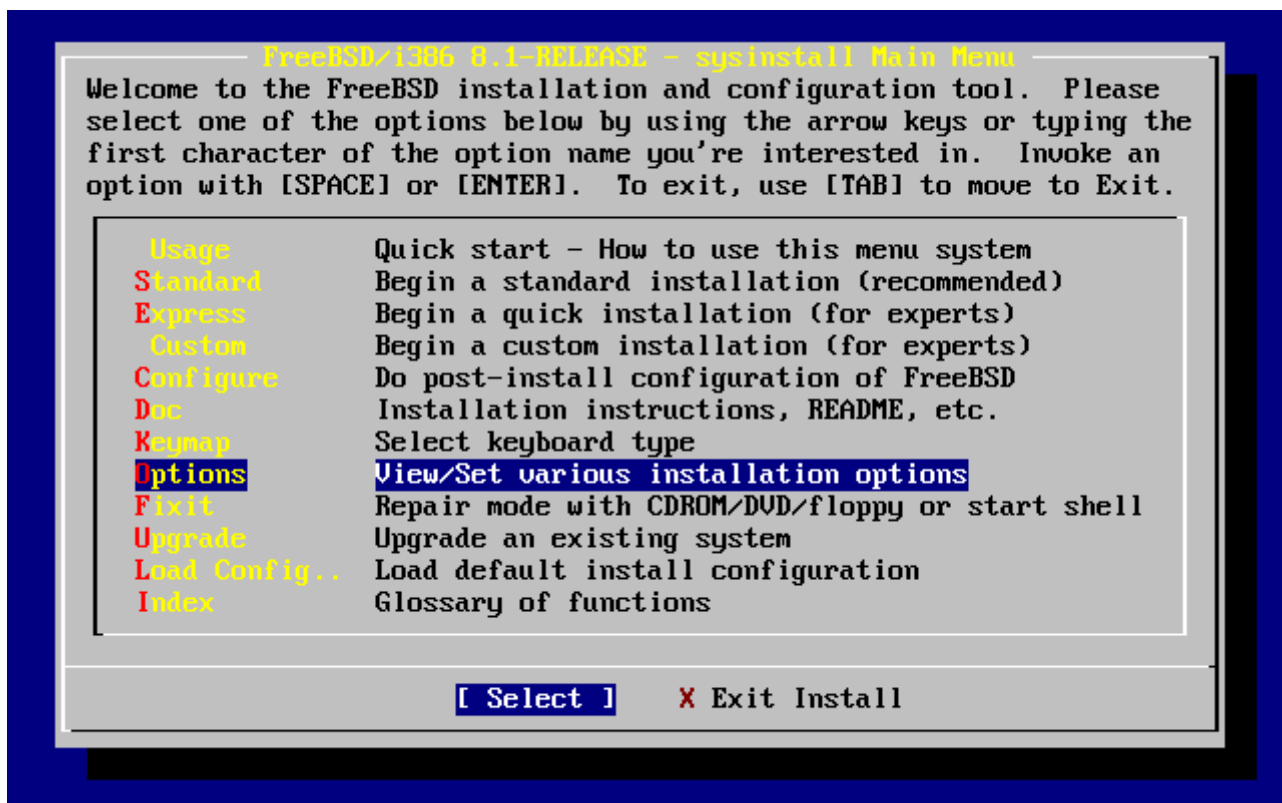 FreeBSD/i386 8.1-RELEASE - sysinstall Main Menu
Welcome to the FreeBSD installation and configuration tool.  Please
select one of the options below by using the arrow keys or typing the
first character of the option name you're interested in.  Invoke an
option with [SPACE] or [ENTER].  To exit, use [TAB] to move to Exit.
Usage Quick start - How to use this menu system
Standard Begin a standard installation (recommended)
Express Begin a quick installation (for experts)
Custom Begin a custom installation (for experts)
Configure Do post-install configuration of FreeBSD
Doc Installation instructions, README, etc.
Keymap Select keyboard type
Options View/Set various installation options
Fixit Repair mode with CDROM/DVD/floppy or start shell
Upgrade Upgrade an existing system
Load Config.. Load default install configuration
Index Glossary of functions
[ Select ] X Exit Install